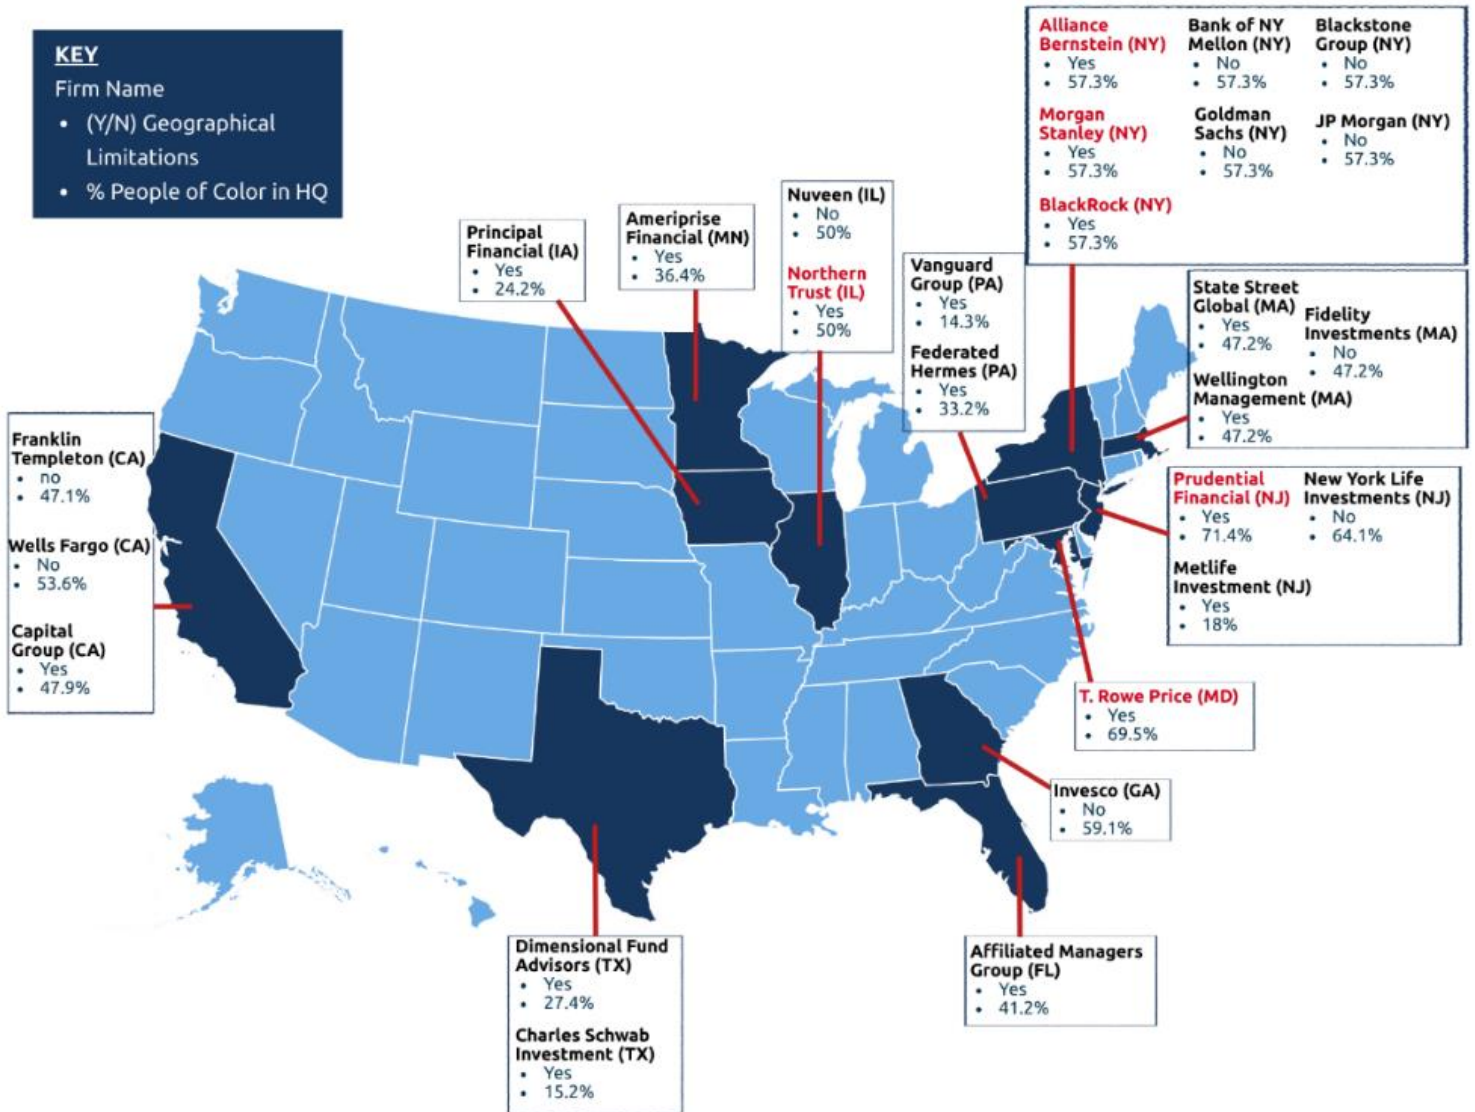 KEY
Firm Name
• (Y/N) Geographical
Limitations
• % People of Color in HQ
Alliance
Bernstein (NY)
• Yes
• 57.3%
Bank of NY
Mellon (NY)
• No
• 57.3%
Blackstone
Group (NY)
• No
• 57.3%
Morgan
Stanley (NY)
• Yes
• 57.3%
Goldman
Sachs (NY)
• No
• 57.3%
JP Morgan (NY)
• No
• 57.3%
BlackRock (NY)
• Yes
• 57.3%
Principal
Financial (IA)
• Yes
• 24.2%
Ameriprise
Financial (MN)
• Yes
• 36.4%
Nuveen (IL)
• No
• 50%
Northern
Trust (IL)
• Yes
• 50%
Vanguard
Group (PA)
• Yes
• 14.3%
Federated
Hermes (PA)
• Yes
• 33.2%
State Street
Global (MA)
• Yes
• 47.2%
Fidelity
Investments (MA)
• No
• 47.2%
Wellington
Management (MA)
• Yes
• 47.2%
Franklin
Templeton (CA)
• no
• 47.1%
Wells Fargo (CA)
• No
• 53.6%
Capital
Group (CA)
• Yes
• 47.9%
Prudential
Financial (NJ)
• Yes
• 71.4%
New York Life
Investments (NJ)
• No
• 64.1%
Metlife
Investment (NJ)
• Yes
• 18%
T. Rowe Price (MD)
• Yes
• 69.5%
Invesco (GA)
• No
• 59.1%
Dimensional Fund
Advisors (TX)
• Yes
• 27.4%
Charles Schwab
Investment (TX)
• Yes
• 15.2%
Affiliated Managers
Group (FL)
• Yes
• 41.2%